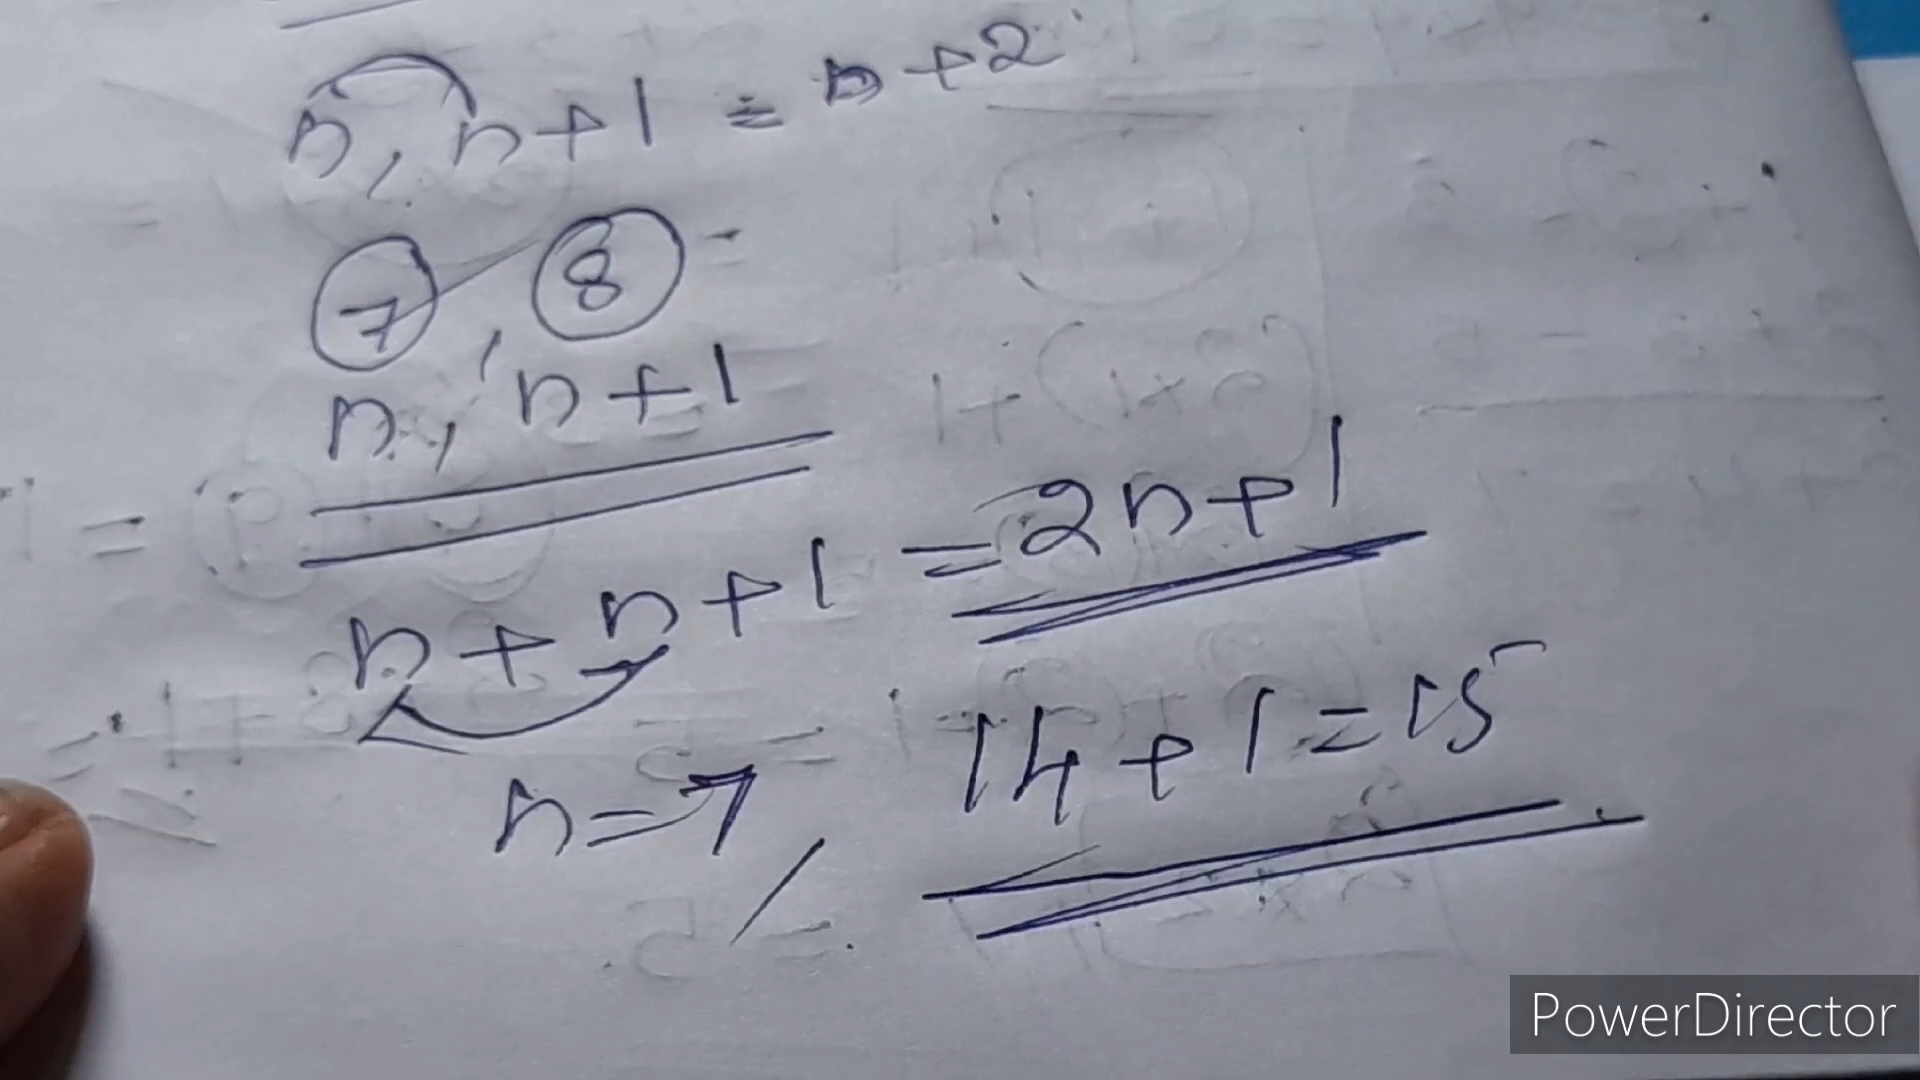 n, n+1 = n+2
7, 8 =
n, n+1
n + n+1 = 2n+1
n=7 14+1=15
PowerDirector